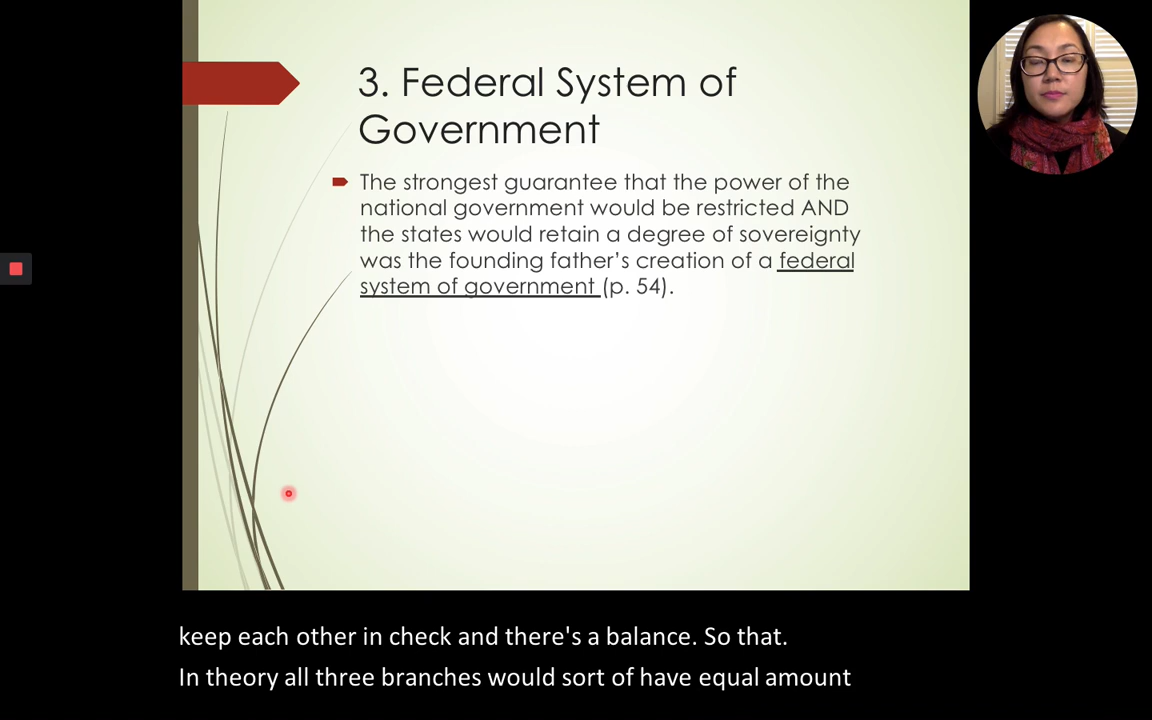 3. Federal System of
Government
The strongest guarantee that the power of the
national government would be restricted AND
the states would retain a degree of sovereignty
was the founding father’s creation of a federal
system of government (p. 54).
keep each other in check and there's a balance. So that.
In theory all three branches would sort of have equal amount